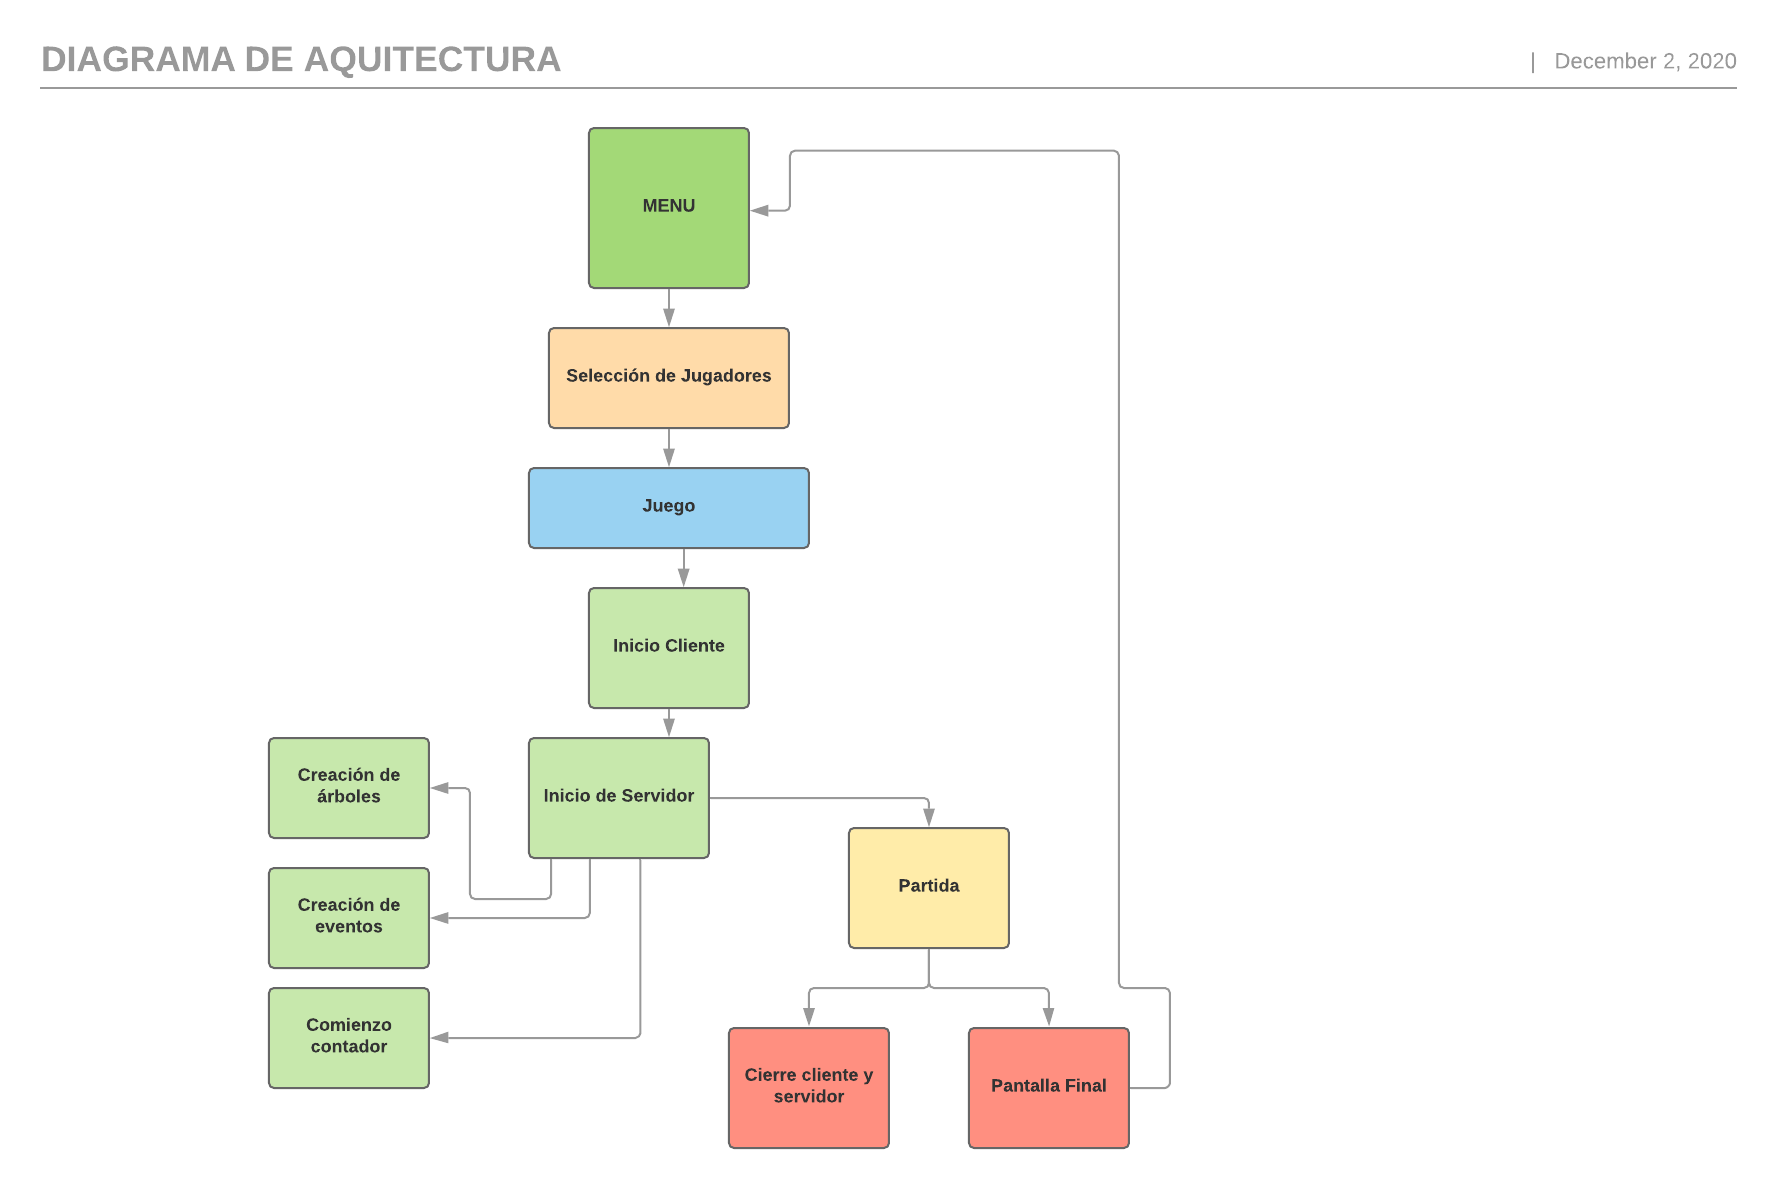 DIAGRAMA DE AQUITECTURA
| December 2, 2020
MENU
Selección de Jugadores
Juego
Inicio Cliente
Inicio de Servidor
Creación de
árboles
Creación de
eventos
Comienzo
contador
Partida
Cierre cliente y
servidor
Pantalla Final